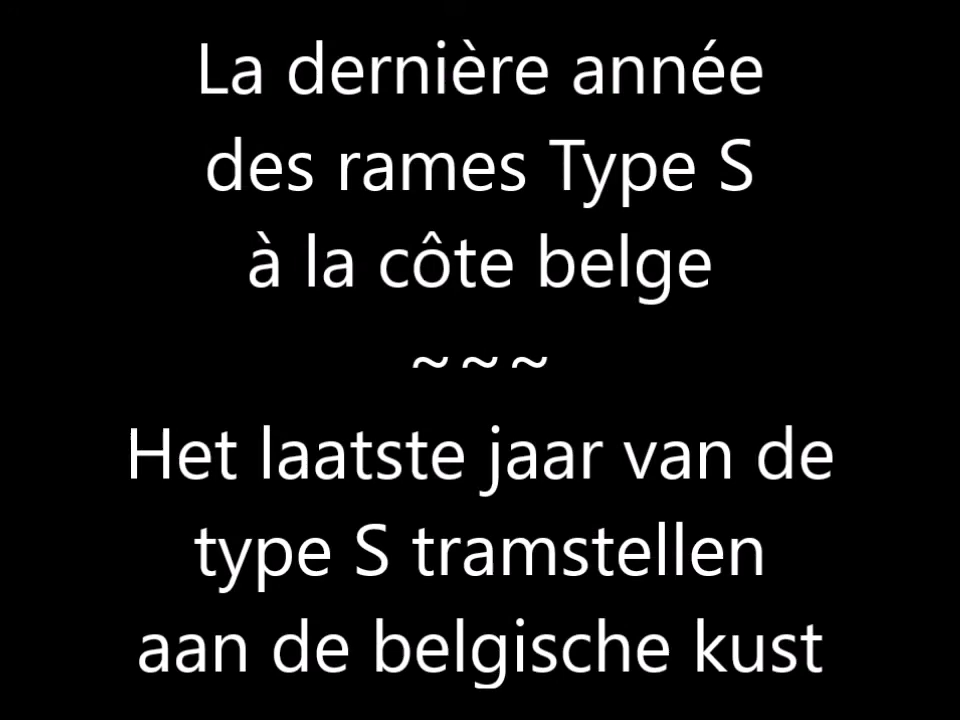 La dernière année
des rames Type S
à la côte belge
~~~
Het laatste jaar van de
type S tramstellen
aan de belgische kust